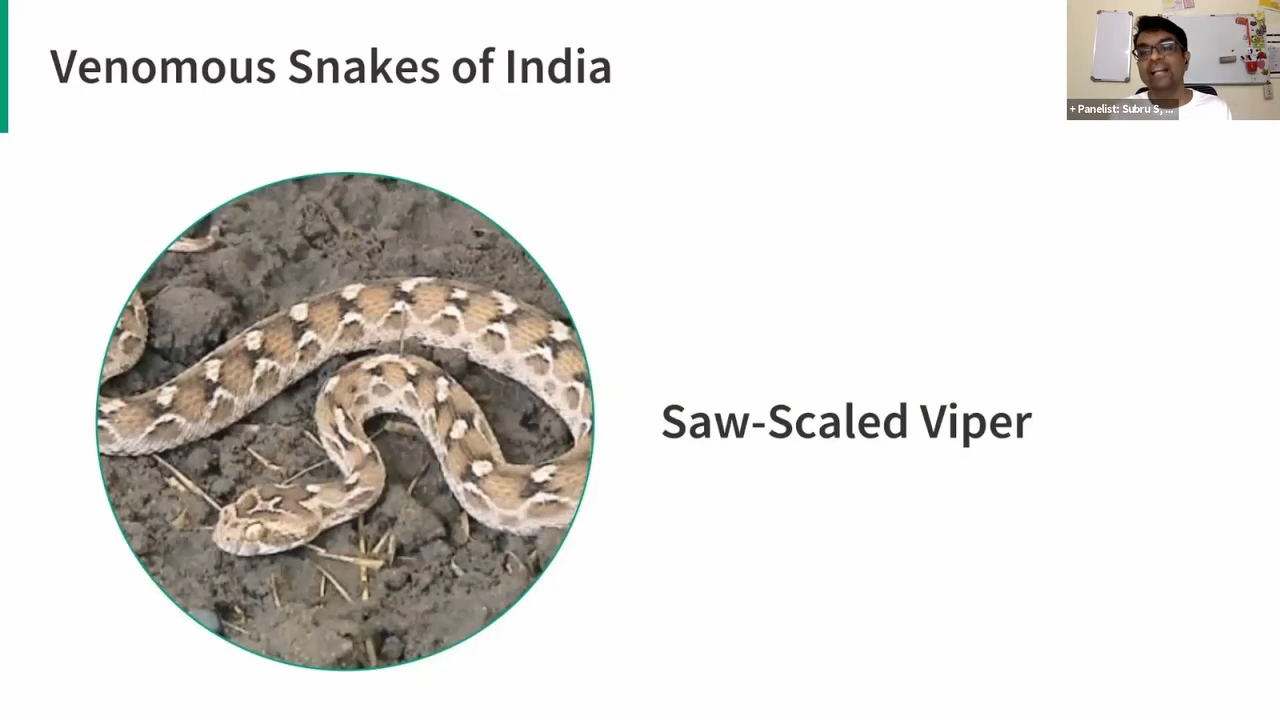 Venomous Snakes of India
+ Panelist: Subru S, ...
Saw-Scaled Viper